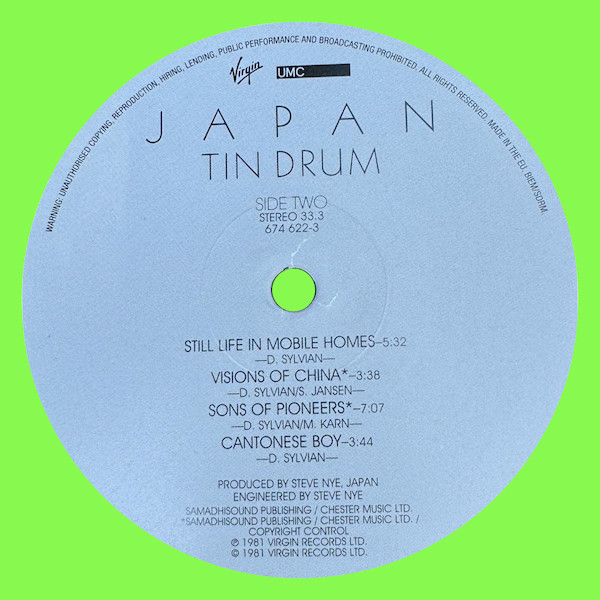 WARNING: UNAUTHORISED COPYING, REPRODUCTION, HIRING, LENDING, PUBLIC PERFORMANCE AND BROADCASTING PROHIBITED. ALL RIGHTS RESERVED. MADE IN THE EU. BIEM/SDRM.
Virgin UMC
JAPAN
TIN DRUM
SIDE TWO
STEREO 33.3
674 622-3
STILL LIFE IN MOBILE HOMES–5:32
—D. SYLVIAN—
VISIONS OF CHINA*–3:38
—D. SYLVIAN/S. JANSEN—
SONS OF PIONEERS*–7:07
—D. SYLVIAN/M. KARN—
CANTONESE BOY–3:44
—D. SYLVIAN—
PRODUCED BY STEVE NYE, JAPAN
ENGINEERED BY STEVE NYE
SAMADHISOUND PUBLISHING / CHESTER MUSIC LTD.
*SAMADHISOUND PUBLISHING / CHESTER MUSIC LTD. /
COPYRIGHT CONTROL
℗ 1981 VIRGIN RECORDS LTD.
© 1981 VIRGIN RECORDS LTD.